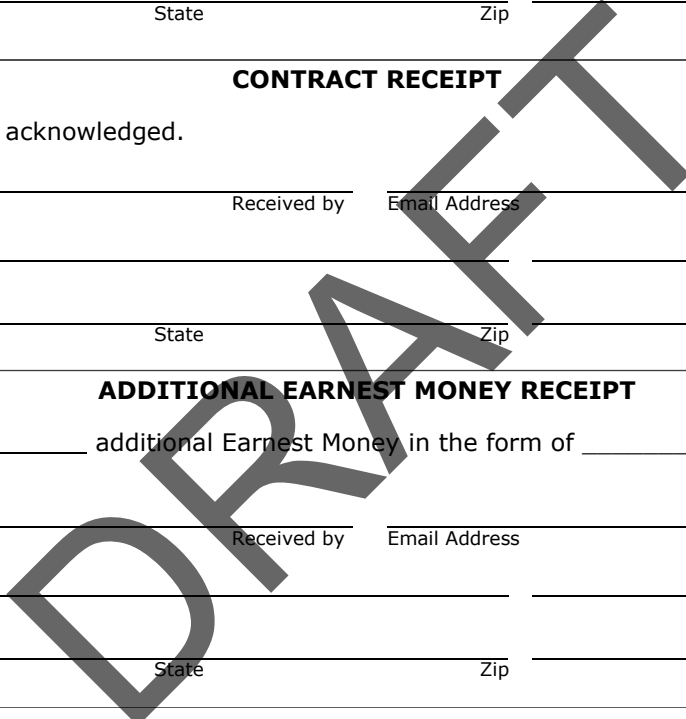 State Zip
CONTRACT RECEIPT
acknowledged.
Received by Email Address
State Zip
ADDITIONAL EARNEST MONEY RECEIPT
additional Earnest Money in the form of
Received by Email Address
State Zip
DRAFT